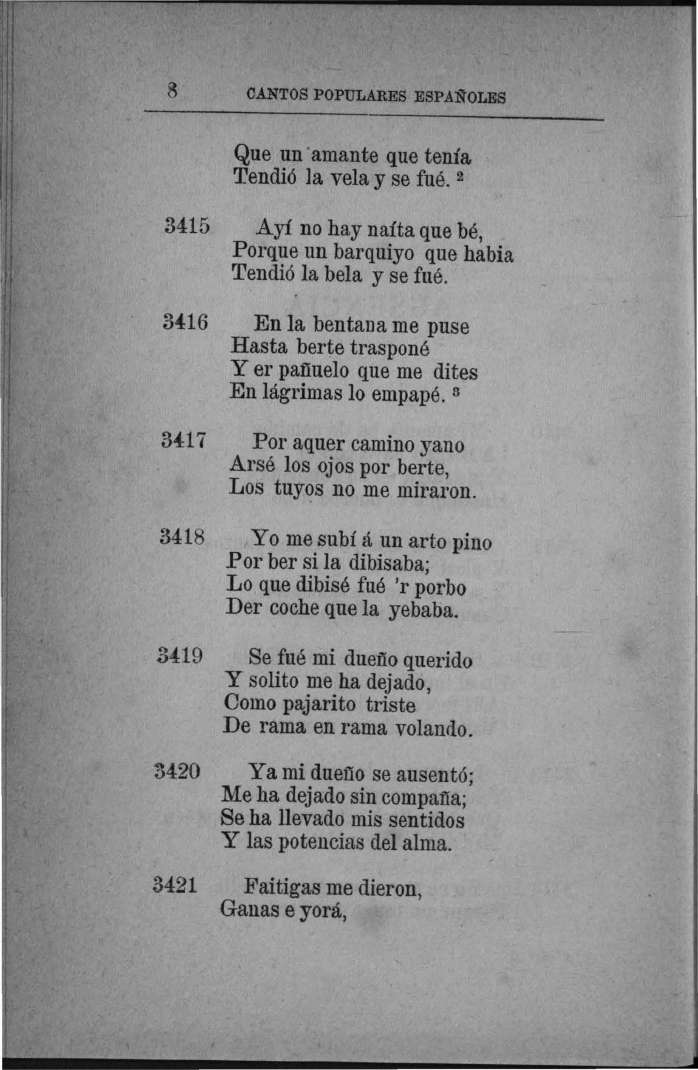 8 CANTOS POPULARES ESPAÑOLES
Que un amante que tenía
Tendió la vela y se fué. ²
3415 Ayí no hay naíta que bé,
Porque un barquiyo que habia
Tendió la bela y se fué.
3416 En la bentana me puse
Hasta berte trasponé
Y er pañuelo que me dites
En lágrimas lo empapé. ³
3417 Por aquer camino yano
Arsé los ojos por berte,
Los tuyos no me miraron.
3418 Yo me subí á un arto pino
Por ber si la dibisaba;
Lo que dibisé fué 'r porbo
Der coche que la yebaba.
3419 Se fué mi dueño querido
Y solito me ha dejado,
Como pajarito triste
De rama en rama volando.
3420 Ya mi dueño se ausentó;
Me ha dejado sin compaña;
Se ha llevado mis sentidos
Y las potencias del alma.
3421 Faitigas me dieron,
Ganas e yorá,